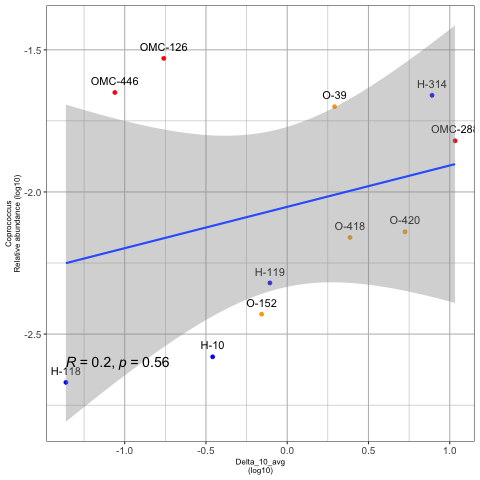 -1.5
-2.0
-2.5
Coprococcus
Relative abundance (log10)
OMC-126
OMC-446
O-39
H-314
OMC-288
O-418
O-420
H-119
O-152
H-10
H-118
R = 0.2, p = 0.56
-1.0
-0.5
0.0
0.5
1.0
Delta_10_avg
(log10)